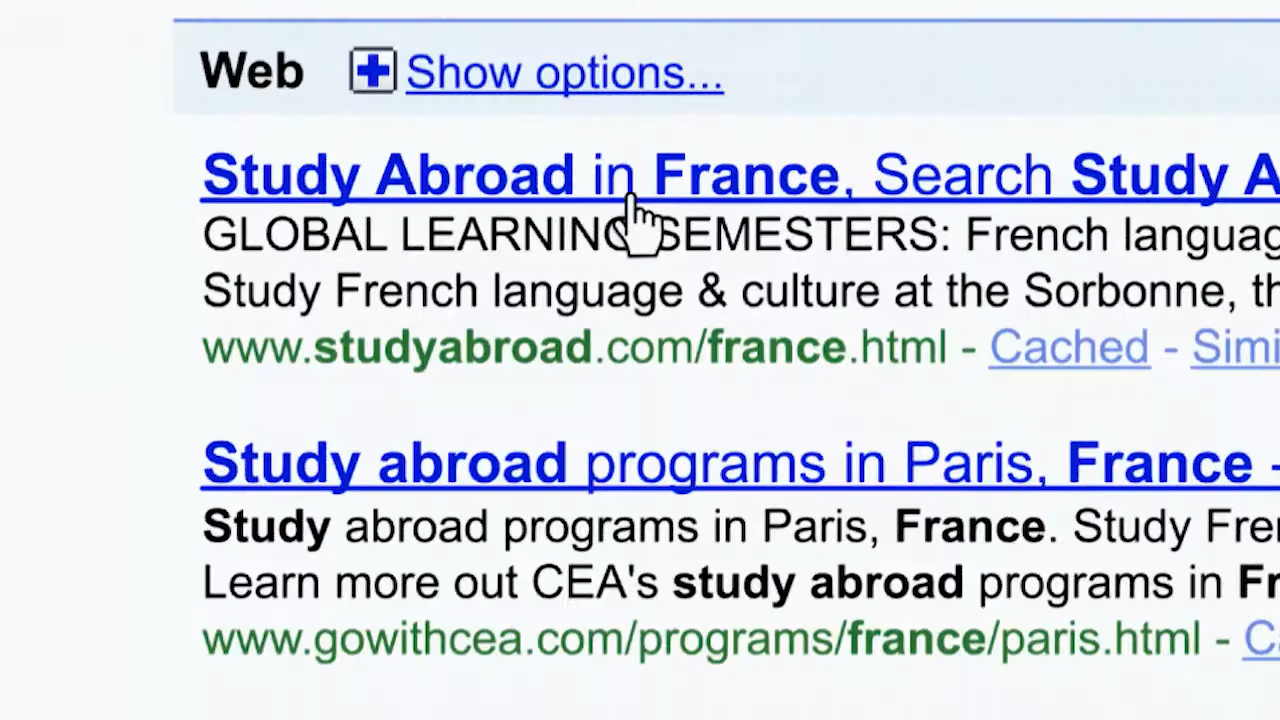 Web Show options...
Study Abroad in France, Search Study A
GLOBAL LEARNING SEMESTERS: French languag
Study French language & culture at the Sorbonne, th
www.studyabroad.com/france.html - Cached - Simi
Study abroad programs in Paris, France -
Study abroad programs in Paris, France. Study Fren
Learn more out CEA's study abroad programs in Fr
www.gowithcea.com/programs/france/paris.html - Ca